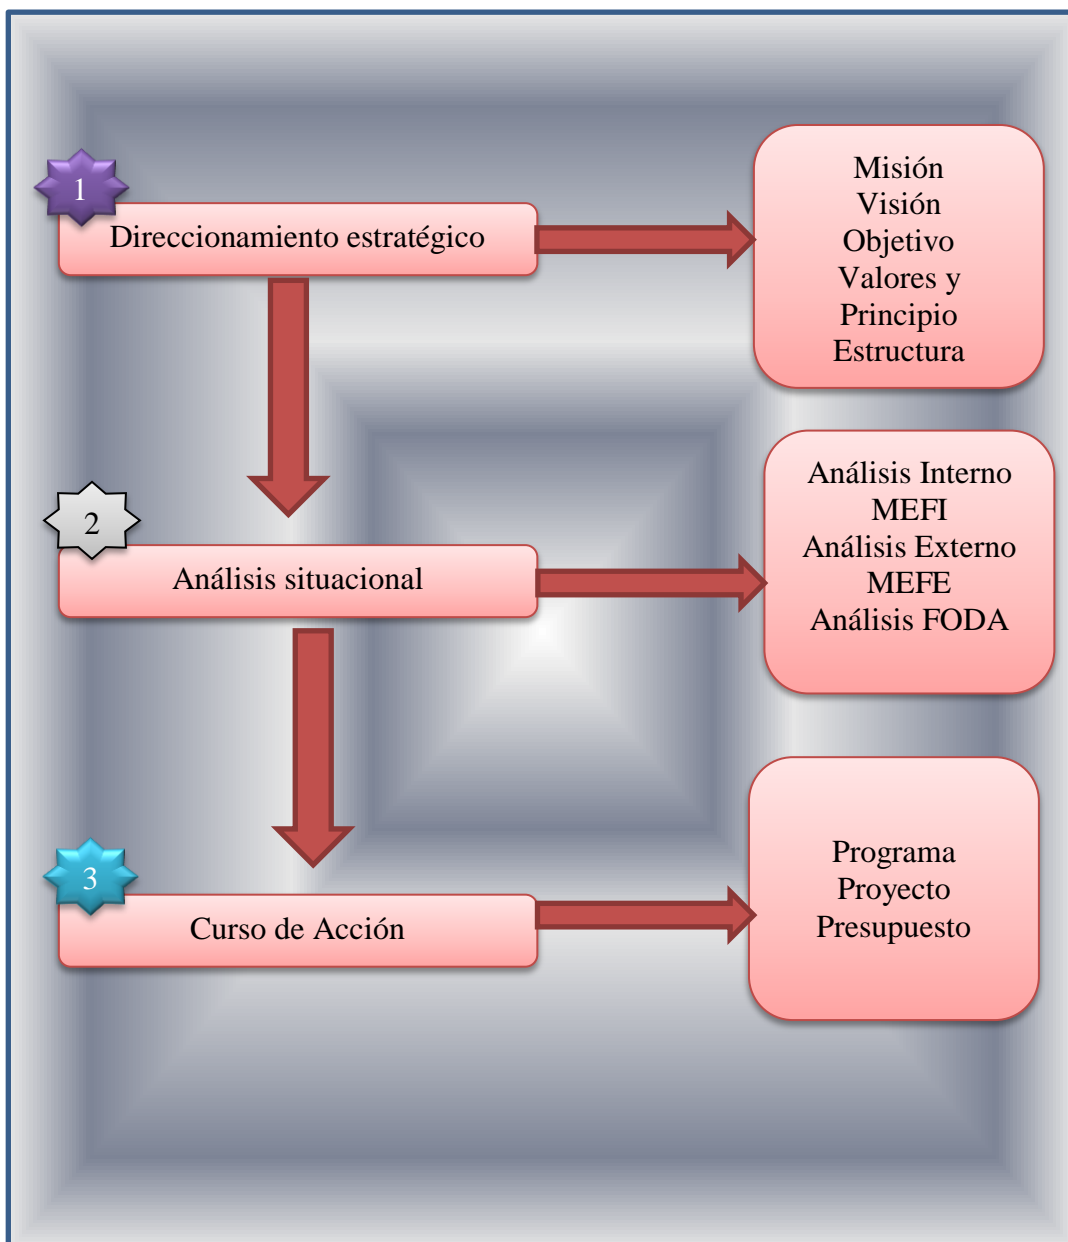 1
Direccionamiento estratégico
Misión
Visión
Objetivo
Valores y
Principio
Estructura
2
Análisis situacional
Análisis Interno
MEFI
Análisis Externo
MEFE
Análisis FODA
3
Curso de Acción
Programa
Proyecto
Presupuesto